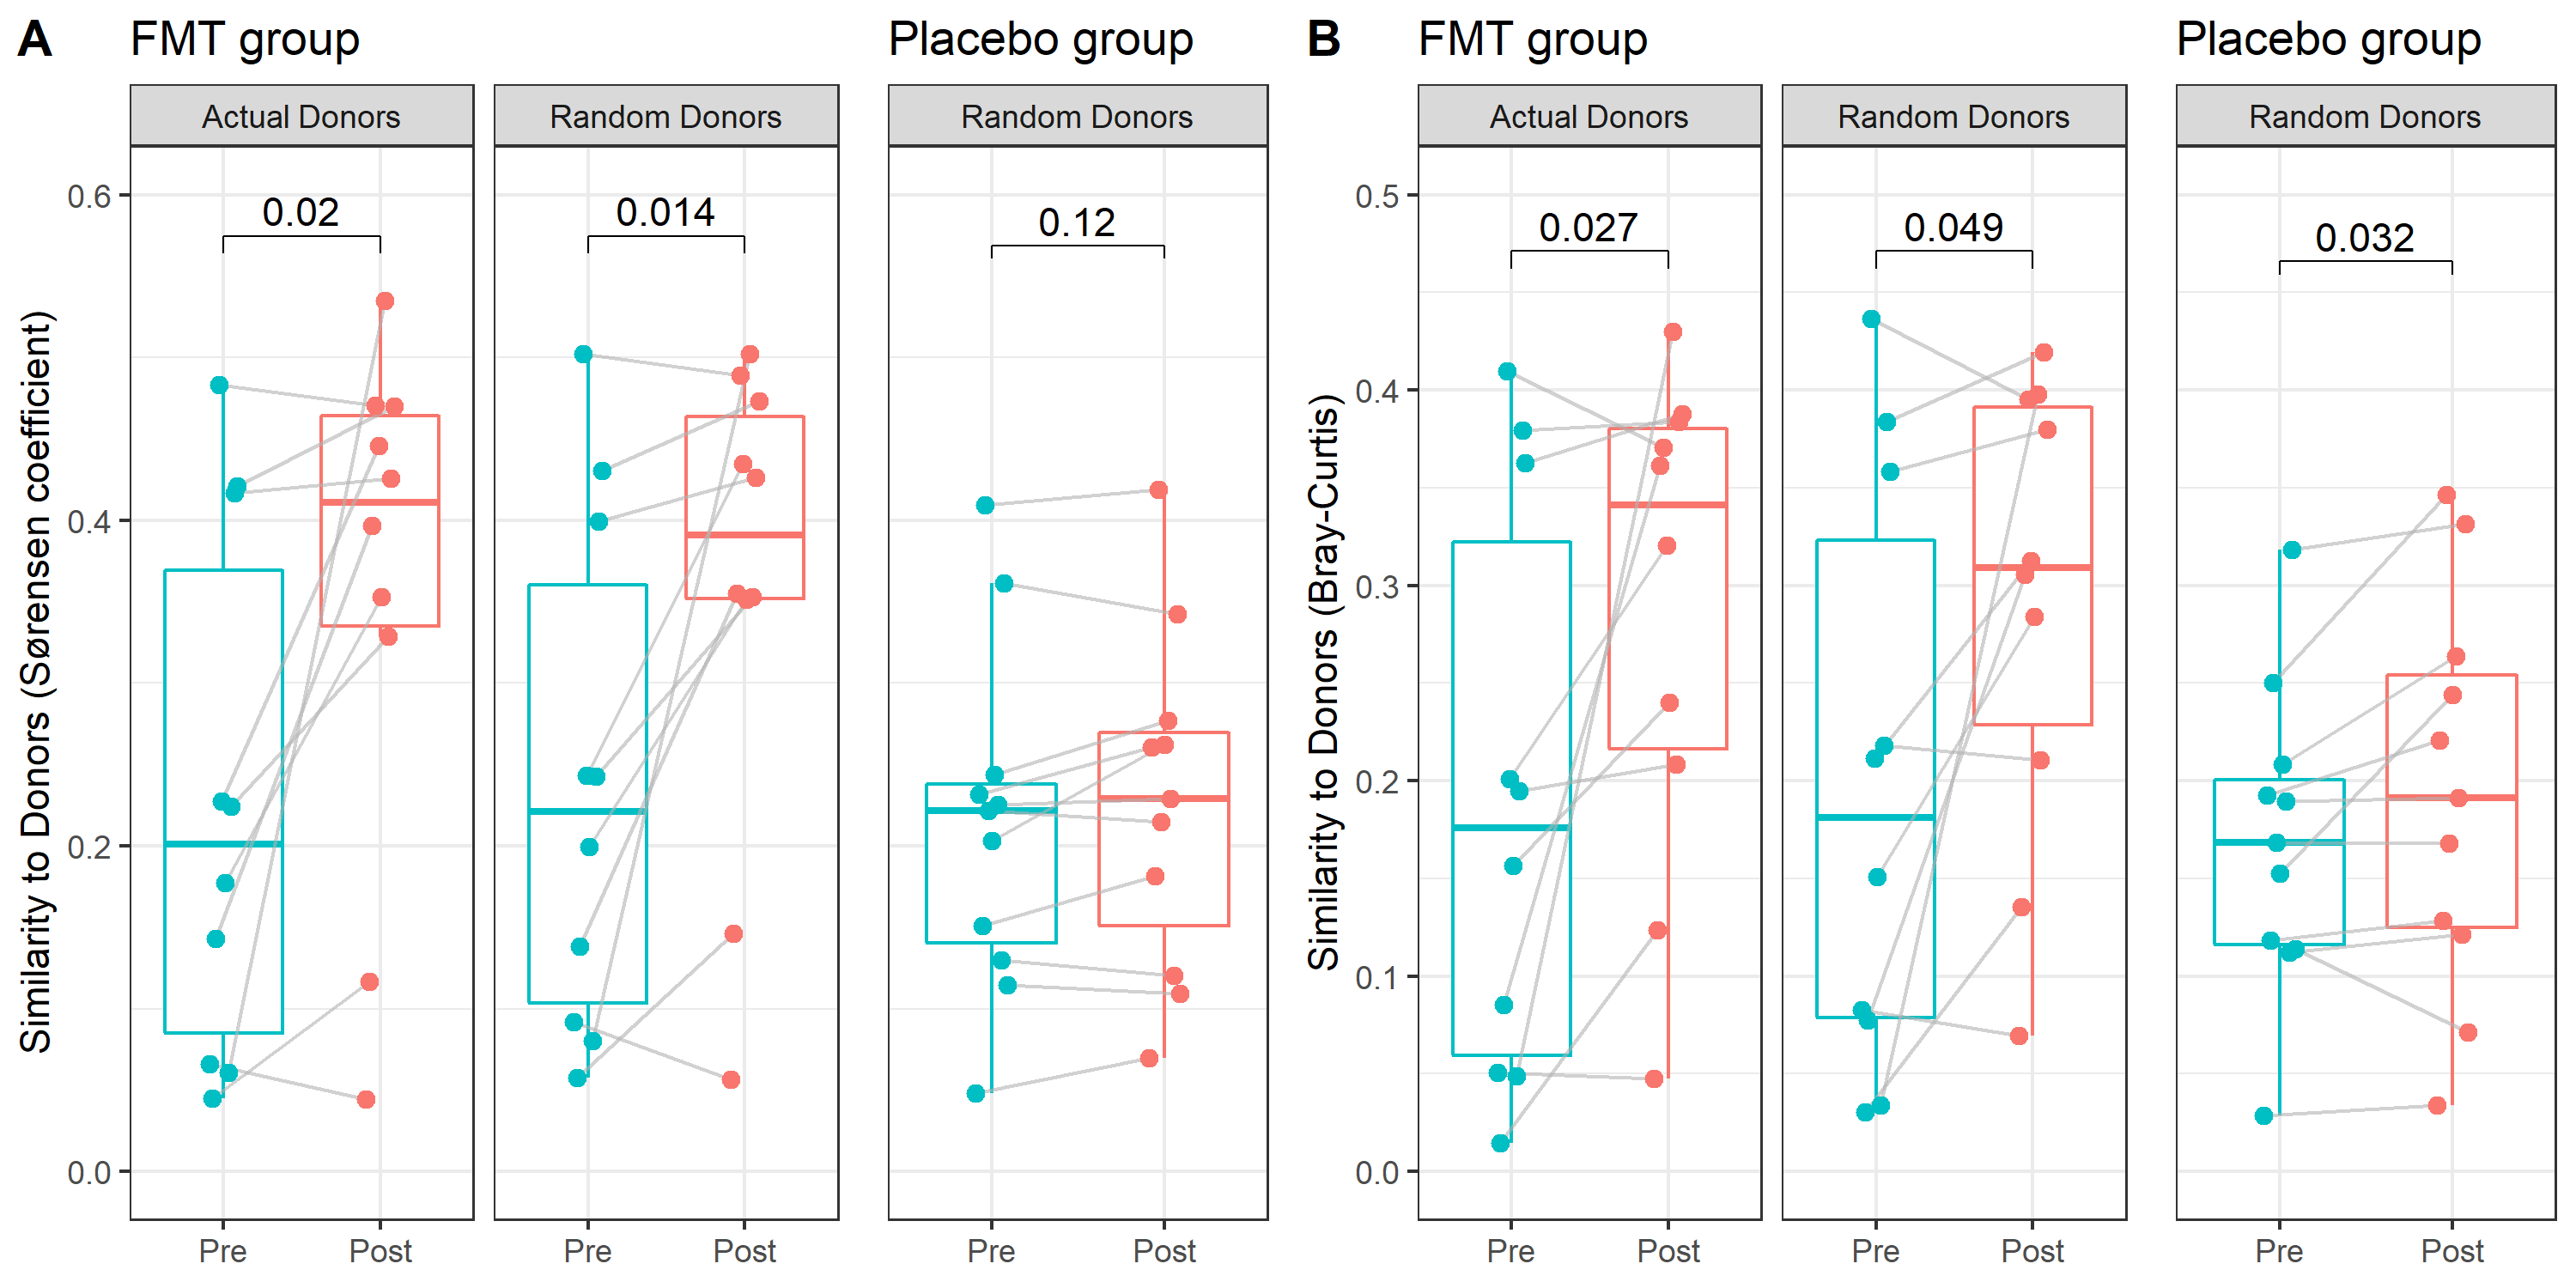 A FMT group Placebo group B FMT group Placebo group
Actual Donors Random Donors Random Donors Actual Donors Random Donors Random Donors
Similarity to Donors (Sørensen coefficient)
0.6
0.4
0.2
0.0
0.02 0.014 0.12
Pre Post Pre Post Pre Post
Similarity to Donors (Bray-Curtis)
0.5
0.4
0.3
0.2
0.1
0.0
0.027 0.049 0.032
Pre Post Pre Post Pre Post